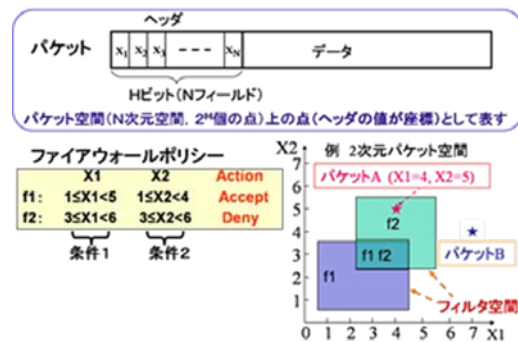 ヘッダ
パケット
x1 x2 x3 --- xN データ
Hビット(Nフィールド)
パケット空間(N次元空間, 2^H個の点)上の点(ヘッダの値が座標)として表す
ファイアウォールポリシー
X1 X2 Action
f1: 1≤X1<5 1≤X2<4 Accept
f2: 3≤X1<6 3≤X2<6 Deny
条件1 条件2
例 2次元パケット空間
X2
7
6
5
4
3
2
1
パケットA (X1=4, X2=5)
f2
パケットB
f1 f2
f1
フィルタ空間
0 1 2 3 4 5 6 7 X1